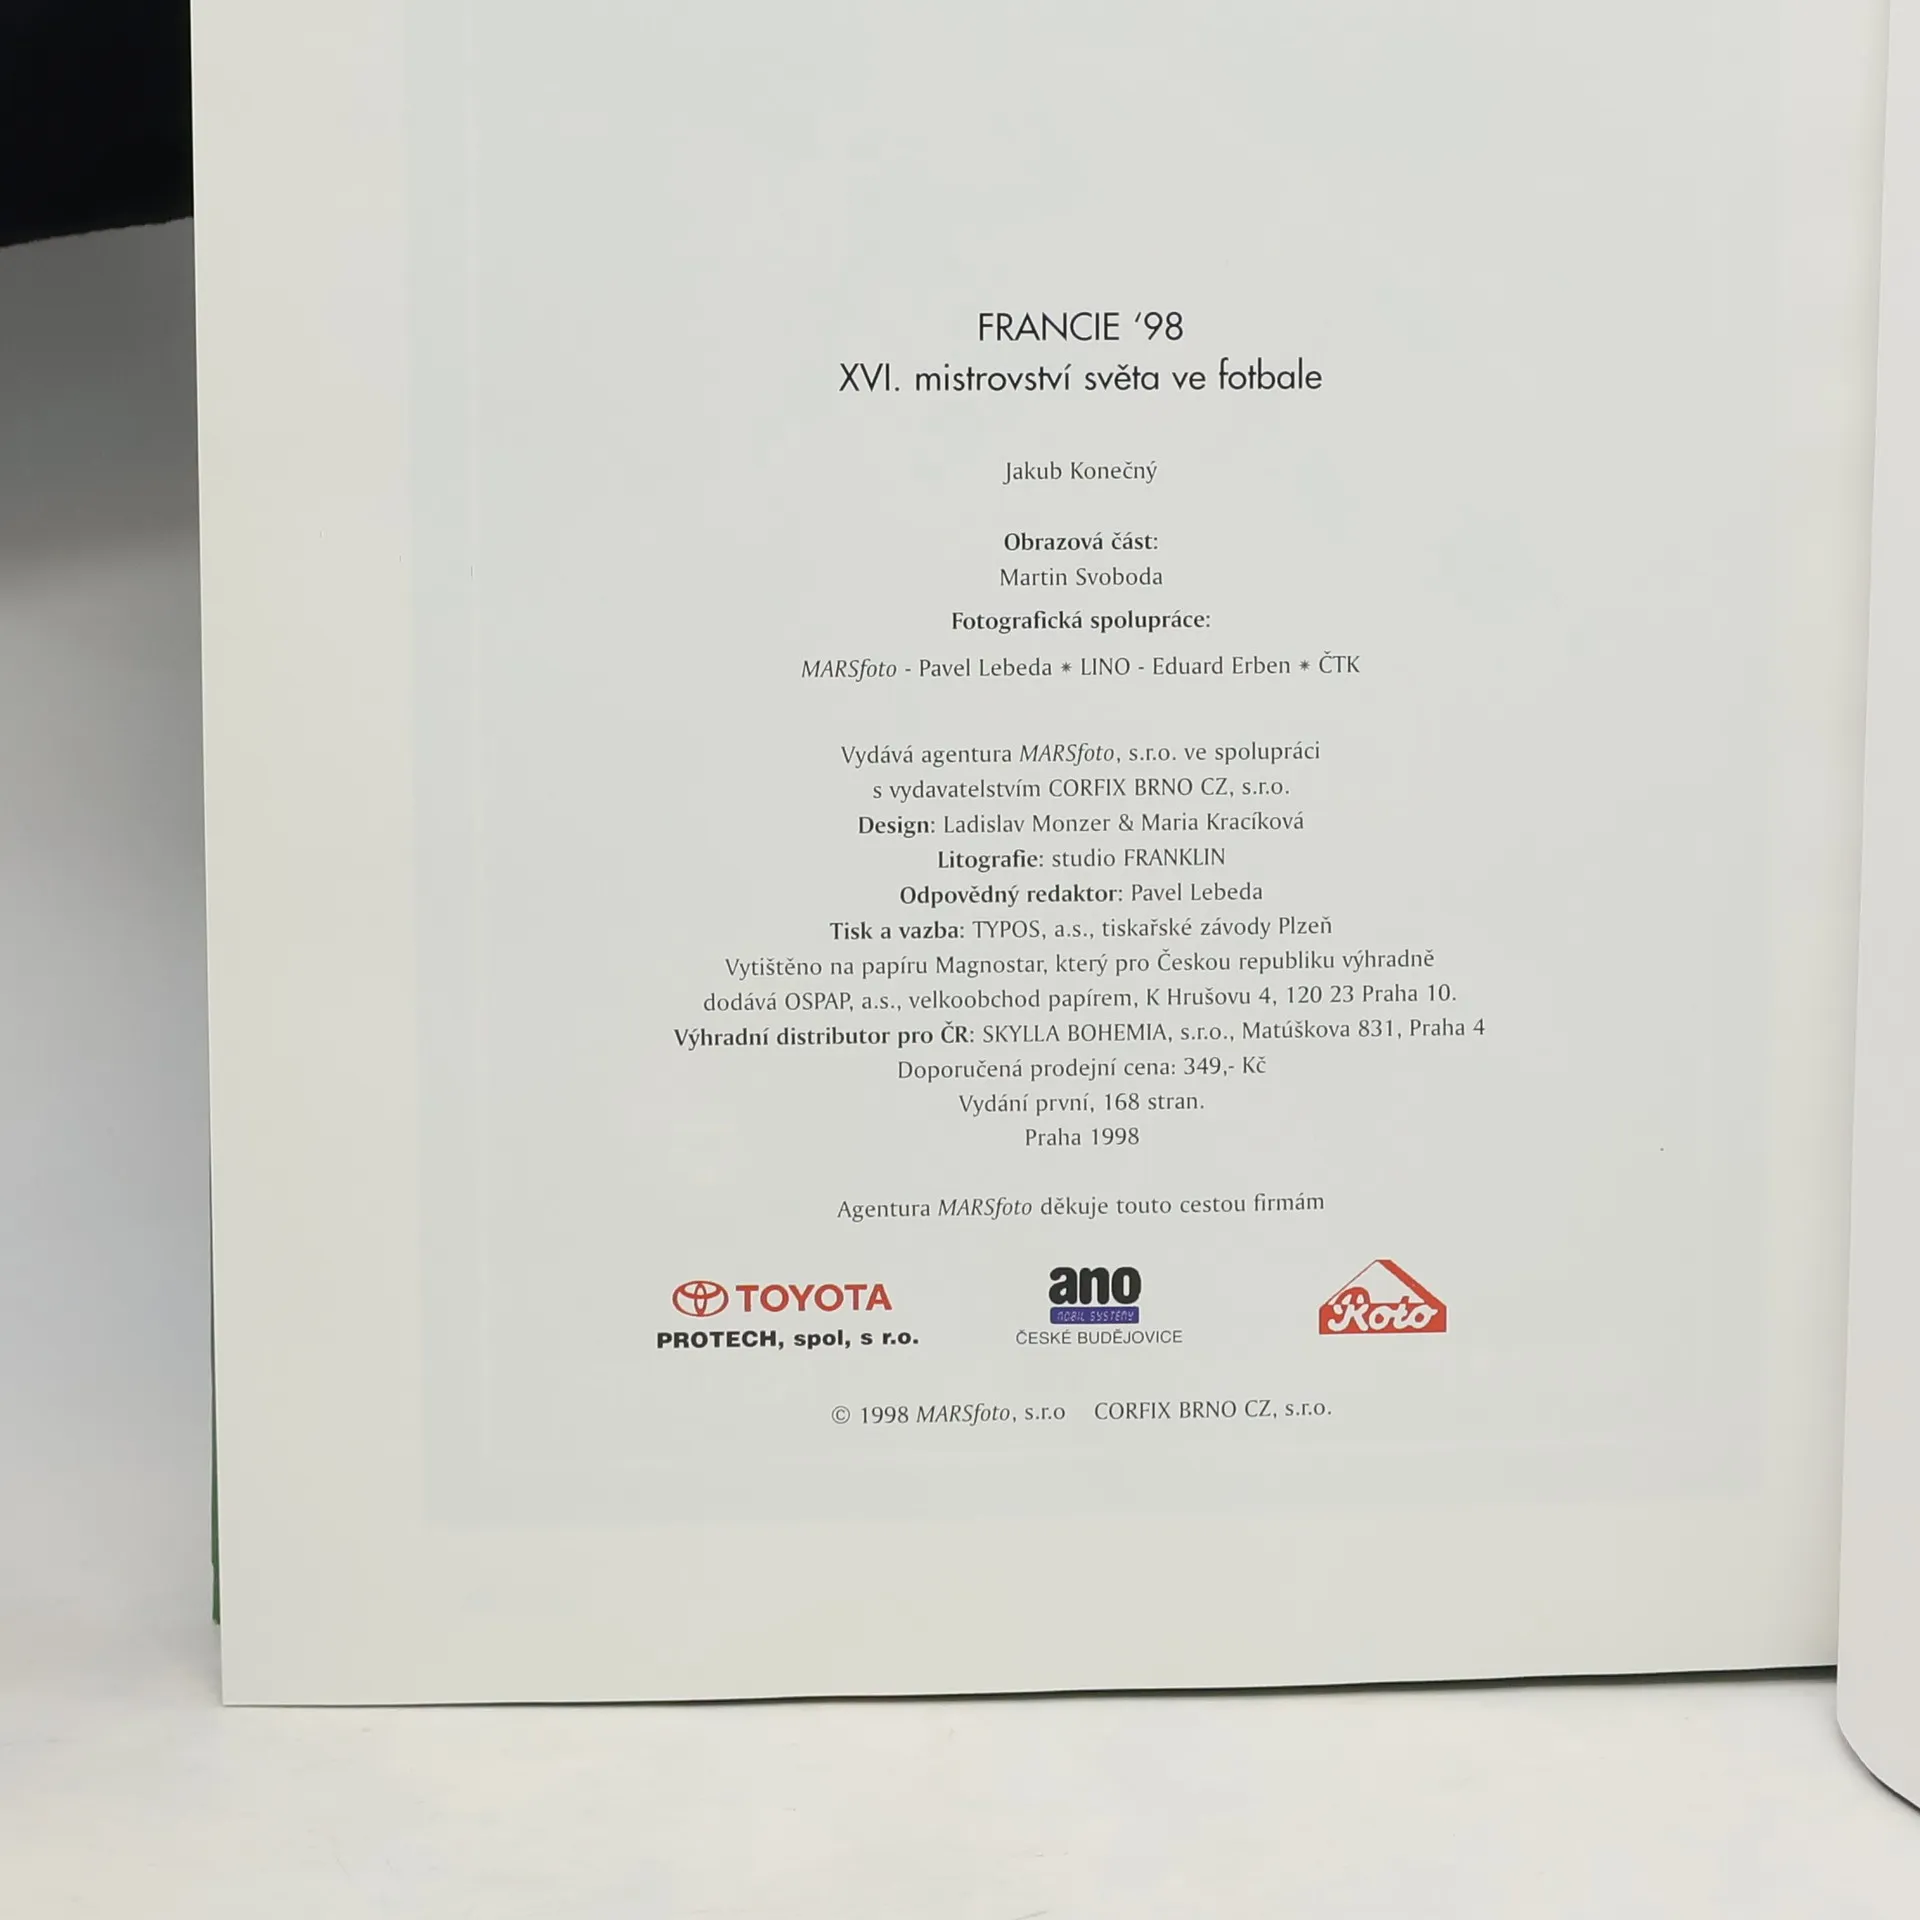 FRANCIE ‘98
XVI. mistrovství světa ve fotbale
Jakub Konečný
Obrazová část:
Martin Svoboda
Fotografická spolupráce:
MARSfoto - Pavel Lebeda * LINO - Eduard Erben * ČTK
Vydává agentura MARSfoto, s.r.o. ve spolupráci
s vydavatelstvím CORFIX BRNO CZ, s.r.o.
Design: Ladislav Monzer & Maria Kracíková
Litografie: studio FRANKLIN
Odpovědný redaktor: Pavel Lebeda
Tisk a vazba: TYPOS, a.s., tiskařské závody Plzeň
Vytištěno na papíru Magnostar, který pro Českou republiku výhradně
dodává OSPAP, a.s., velkoobchod papírem, K Hrušovu 4, 120 23 Praha 10.
Výhradní distributor pro ČR: SKYLLA BOHEMIA, s.r.o., Matúškova 831, Praha 4
Doporučená prodejní cena: 349,- Kč
Vydání první, 168 stran.
Praha 1998
Agentura MARSfoto děkuje touto cestou firmám
TOYOTA
PROTECH, spol, s r.o.
ano
MOBIL SYSTÉMY
ČESKÉ BUDĚJOVICE
Roto
© 1998 MARSfoto, s.r.o CORFIX BRNO CZ, s.r.o.